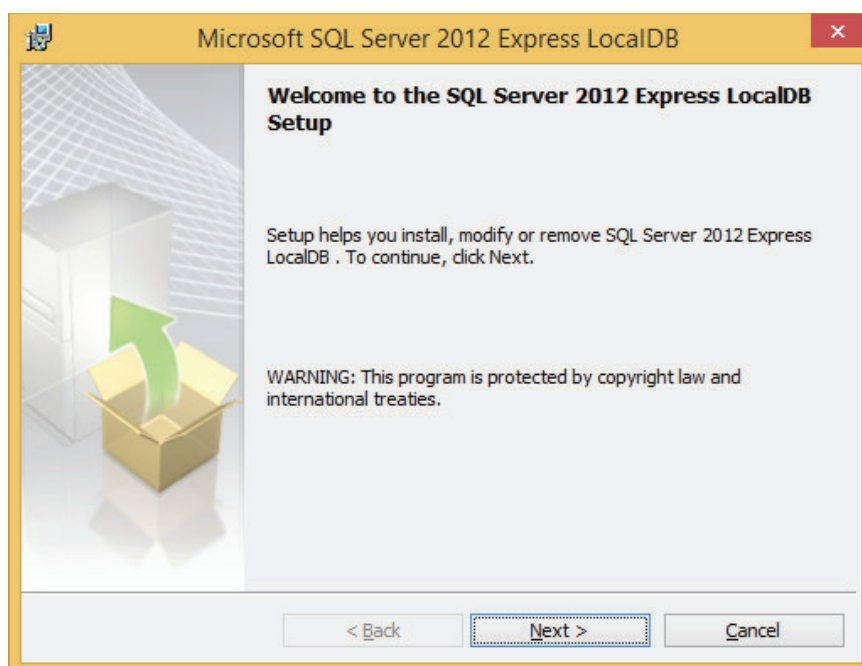 Microsoft SQL Server 2012 Express LocalDB
Welcome to the SQL Server 2012 Express LocalDB
Setup
Setup helps you install, modify or remove SQL Server 2012 Express
LocalDB . To continue, click Next.
WARNING: This program is protected by copyright law and
international treaties.
< Back
Next >
Cancel